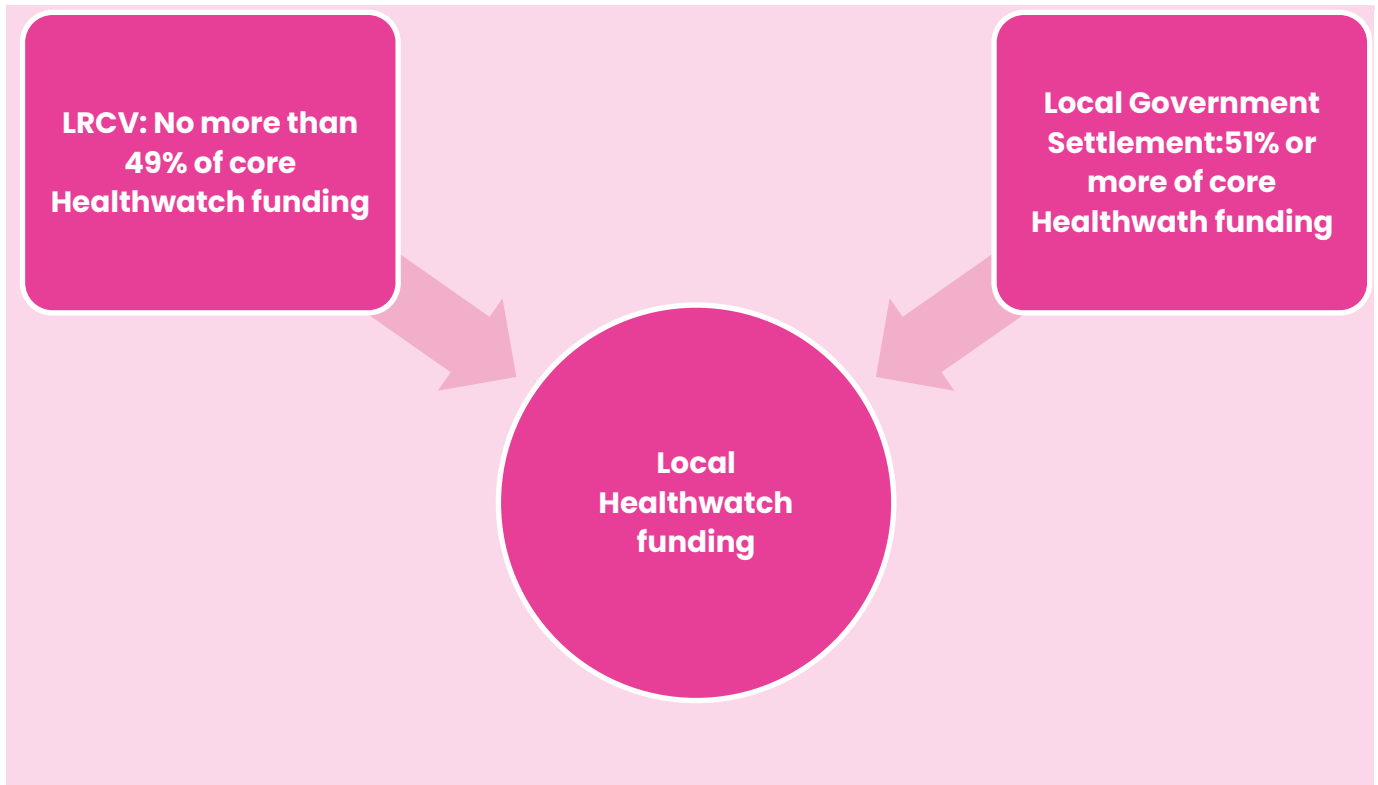 LRCV: No more than
49% of core
Healthwatch funding
Local Government
Settlement:51% or
more of core
Healthwath funding
Local
Healthwatch
funding